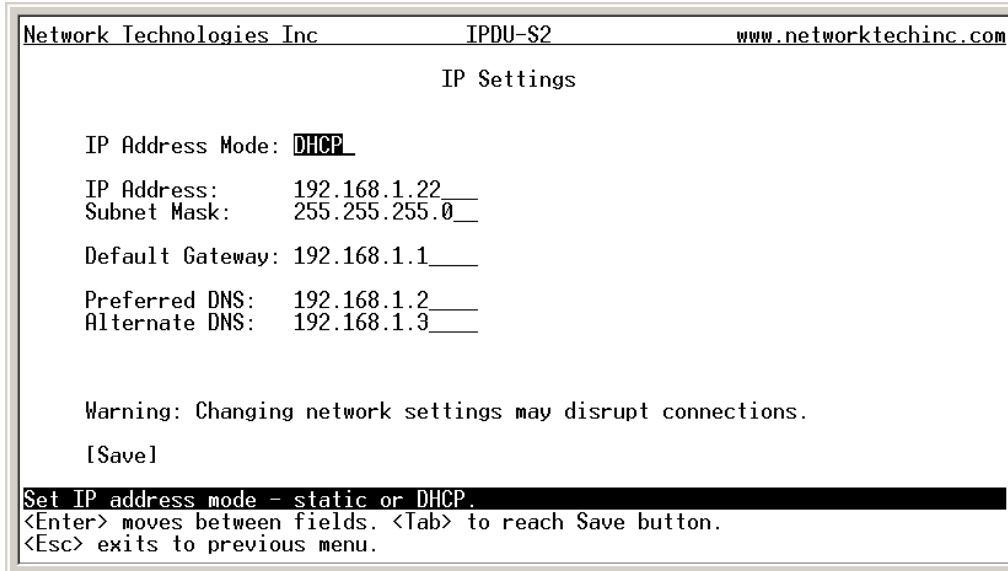 Network Technologies Inc IPDU-S2 www.networktechinc.com
IP Settings
IP Address Mode: DHCP_
IP Address: 192.168.1.22___
Subnet Mask: 255.255.255.0__
Default Gateway: 192.168.1.1____
Preferred DNS: 192.168.1.2____
Alternate DNS: 192.168.1.3____
Warning: Changing network settings may disrupt connections.
[Save]
Set IP address mode - static or DHCP.
<Enter> moves between fields. <Tab> to reach Save button.
<Esc> exits to previous menu.